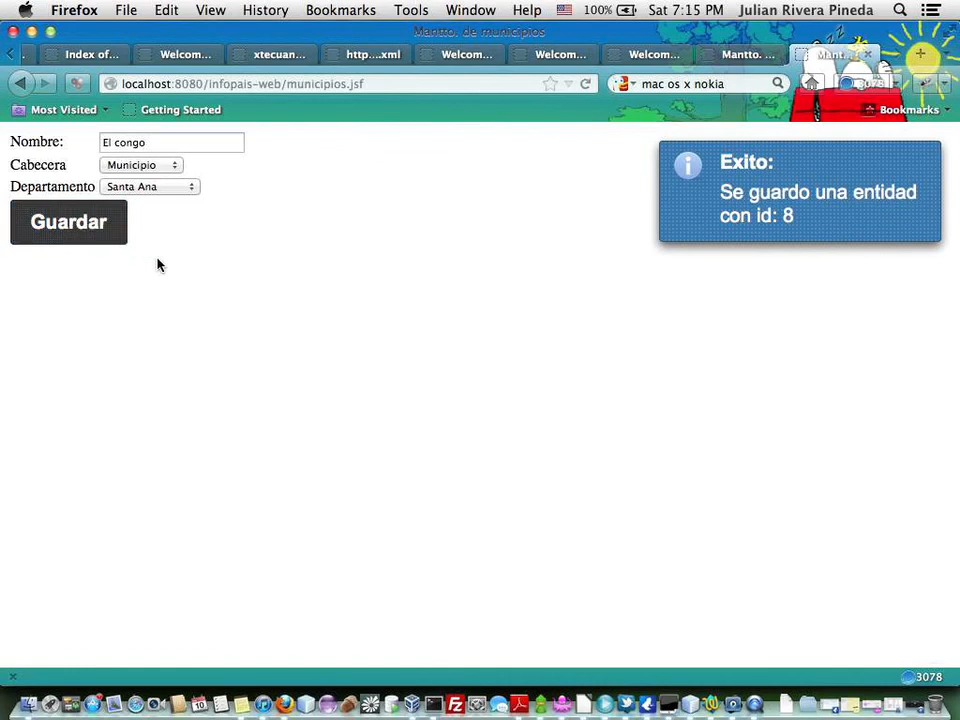 Firefox File Edit View History Bookmarks Tools Window Help 100% Sat 7:15 PM Julian Rivera Pineda
Mantto. de municipios
Index of... Welcom... xtecuan... http....xml Welcom... Welcom... Welcom... Mantto. ... Mant...
localhost:8080/infopais-web/municipios.jsf mac os x nokia 3078
Most Visited Getting Started Bookmarks
Nombre: El congo
Cabecera Municipio
Departamento Santa Ana
Guardar
Exito:
Se guardo una entidad
con id: 8
3078